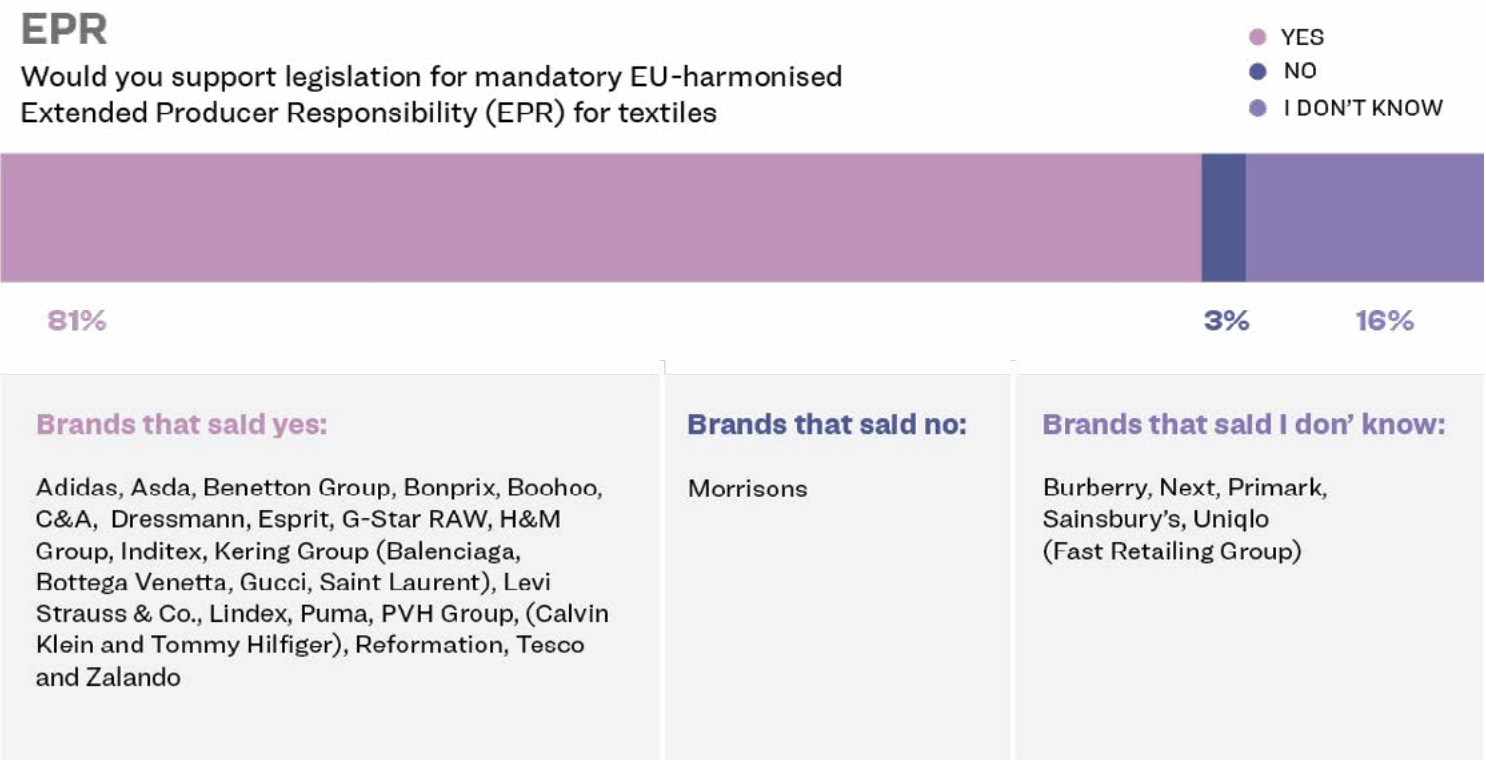 EPR
Would you support legislation for mandatory EU-harmonised
Extended Producer Responsibility (EPR) for textiles
YES
NO
I DON'T KNOW
81%
3%
16%
Brands that said yes:
Adidas, Asda, Benetton Group, Bonprix, Boohoo,
C&A, Dressmann, Esprit, G-Star RAW, H&M
Group, Inditex, Kering Group (Balenciaga,
Bottega Venetta, Gucci, Saint Laurent), Levi
Strauss & Co., Lindex, Puma, PVH Group, (Calvin
Klein and Tommy Hilfiger), Reformation, Tesco
and Zalando
Brands that said no:
Morrisons
Brands that said I don' know:
Burberry, Next, Primark,
Sainsbury's, Uniqlo
(Fast Retailing Group)